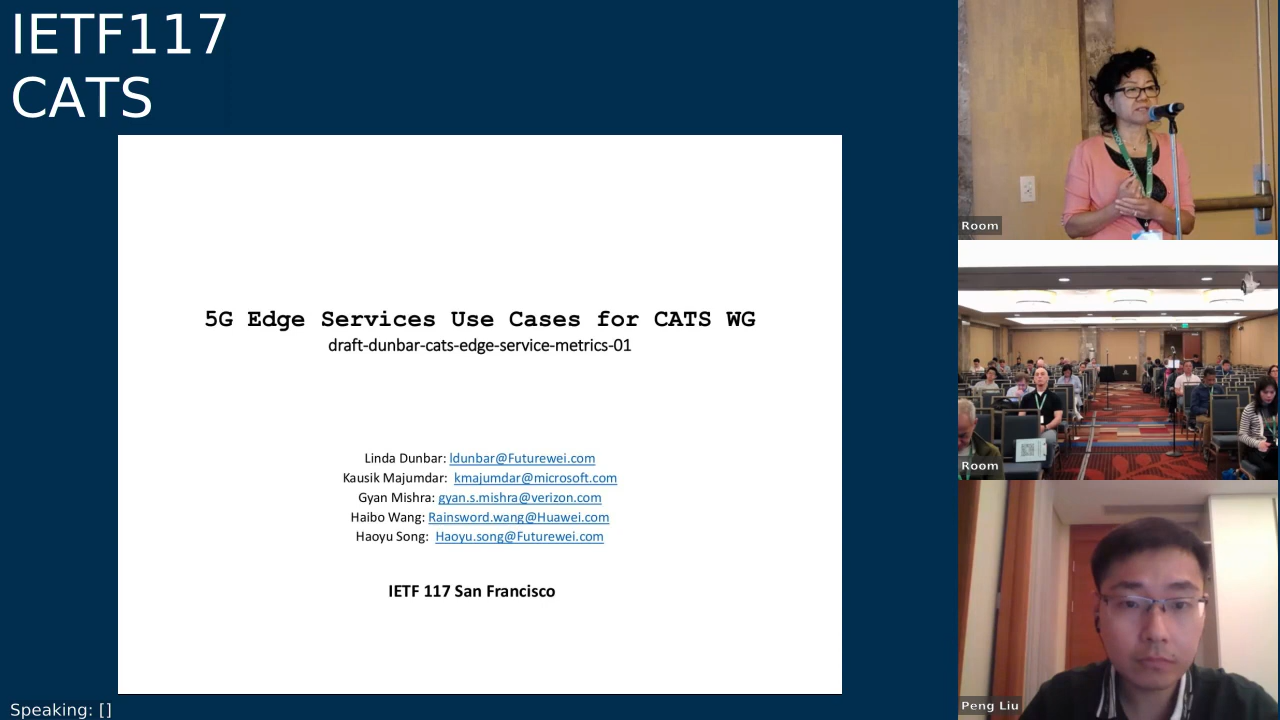 IETF117
CATS
5G Edge Services Use Cases for CATS WG
draft-dunbar-cats-edge-service-metrics-01
Linda Dunbar: ldunbar@Futurewei.com
Kausik Majumdar: kmajumdar@microsoft.com
Gyan Mishra: gyan.s.mishra@verizon.com
Haibo Wang: Rainsword.wang@Huawei.com
Haoyu Song: Haoyu.song@Futurewei.com
IETF 117 San Francisco
Speaking: []
Room
Room
Peng Liu